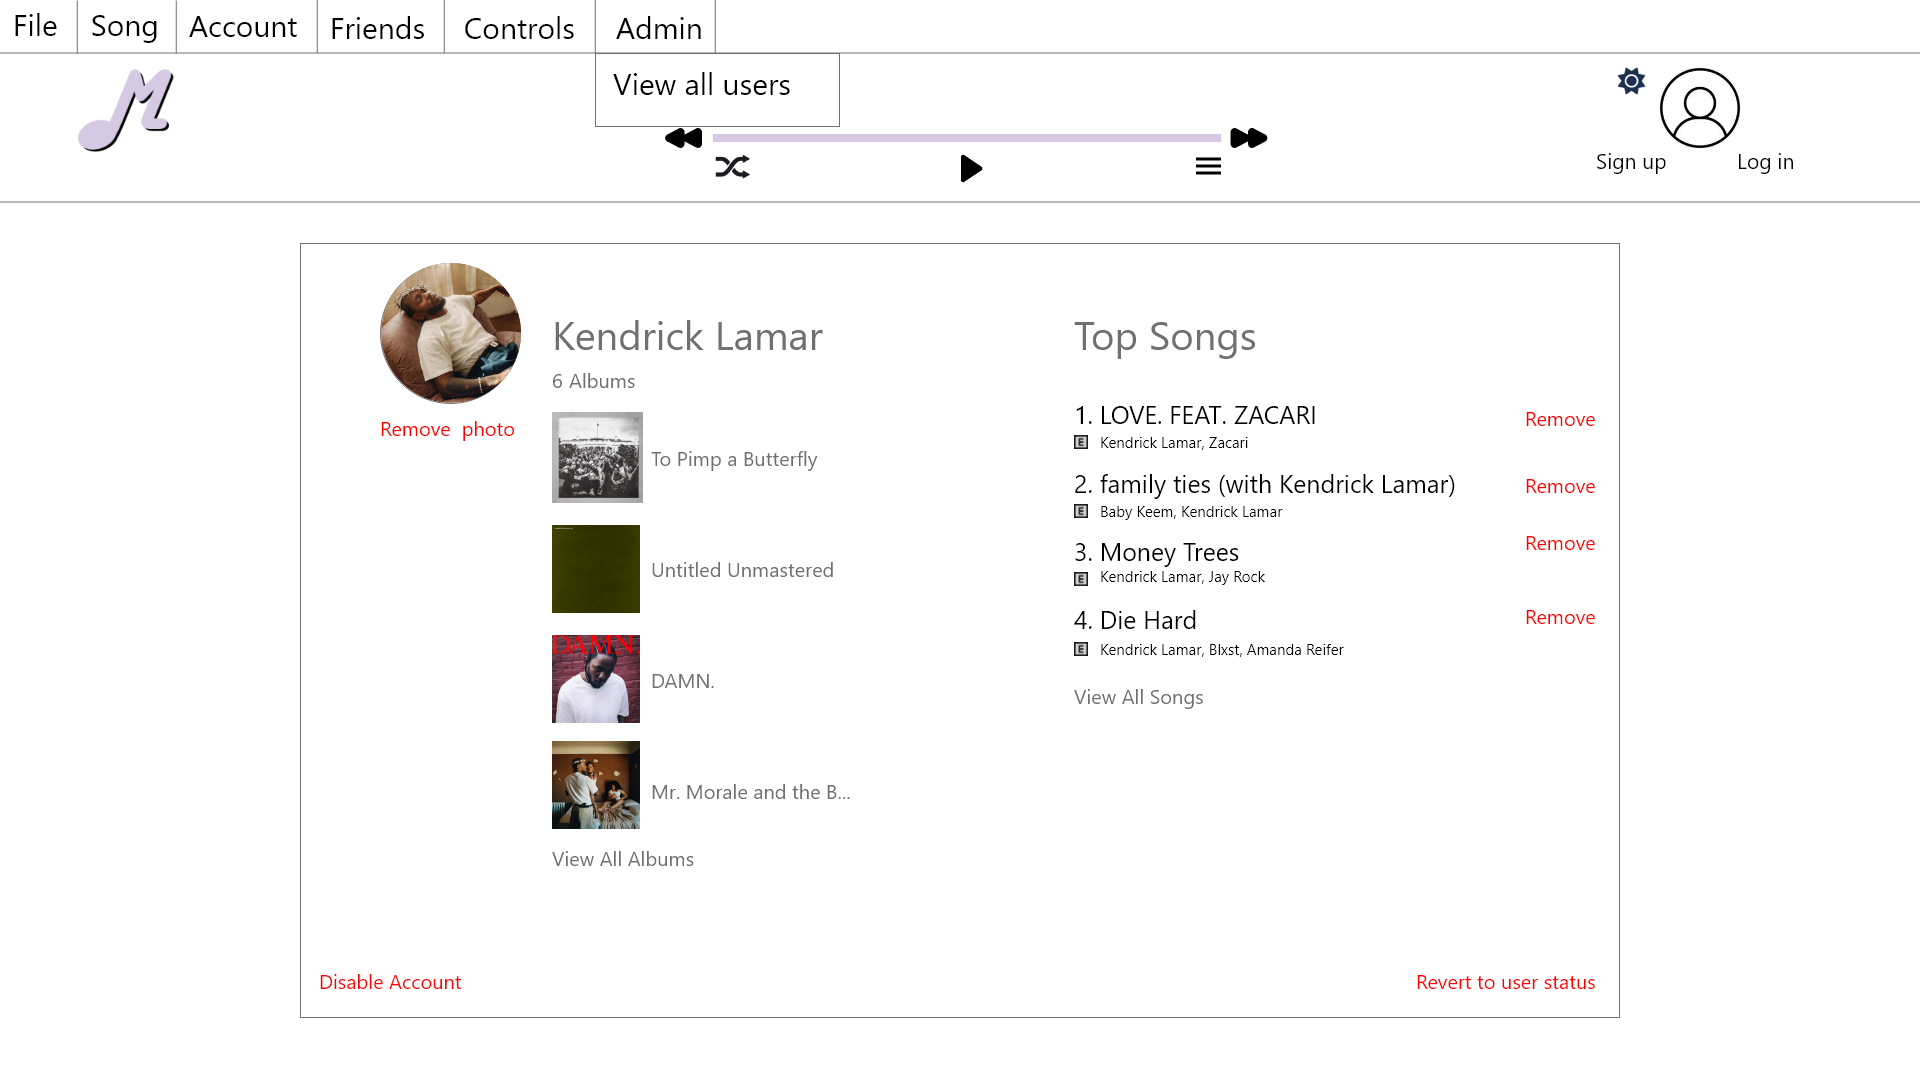 File
Song
Account
Friends
Controls
Admin
View all users
Sign up
Log in
Kendrick Lamar
6 Albums
Remove photo
To Pimp a Butterfly
Untitled Unmastered
DAMN.
DAMN.
Mr. Morale and the B...
View All Albums
Top Songs
1. LOVE. FEAT. ZACARI
Remove
E Kendrick Lamar, Zacari
2. family ties (with Kendrick Lamar)
Remove
E Baby Keem, Kendrick Lamar
3. Money Trees
Remove
E Kendrick Lamar, Jay Rock
4. Die Hard
Remove
E Kendrick Lamar, Blxst, Amanda Reifer
View All Songs
Disable Account
Revert to user status